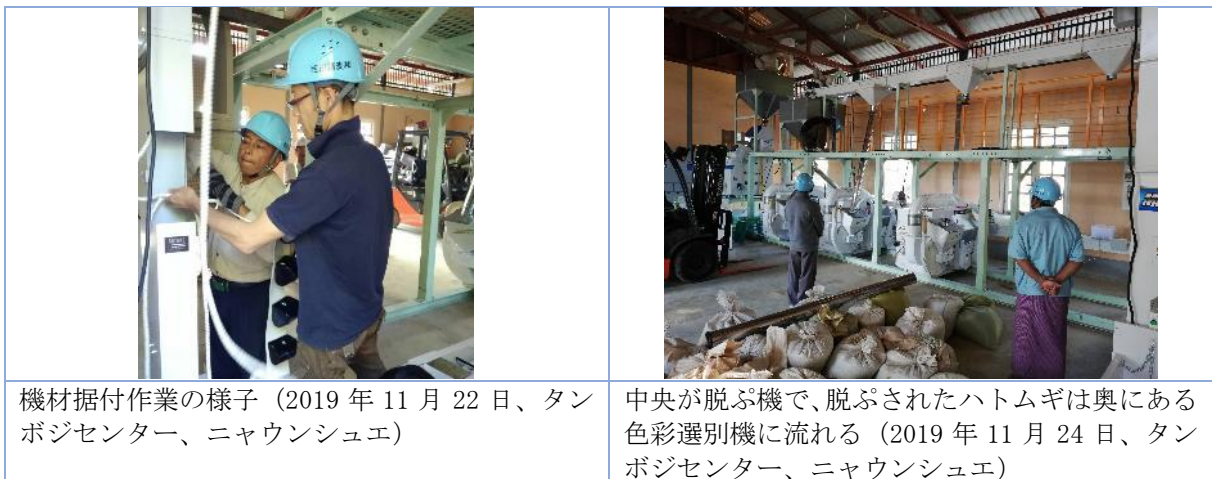 機材据付作業の様子（2019 年 11 月 22 日、タン
ボジセンター、ニャウンシュエ）
中央が脱ぷ機で、脱ぷされたハトムギは奥にある
色彩選別機に流れる（2019 年 11 月 24 日、タン
ボジセンター、ニャウンシュエ）